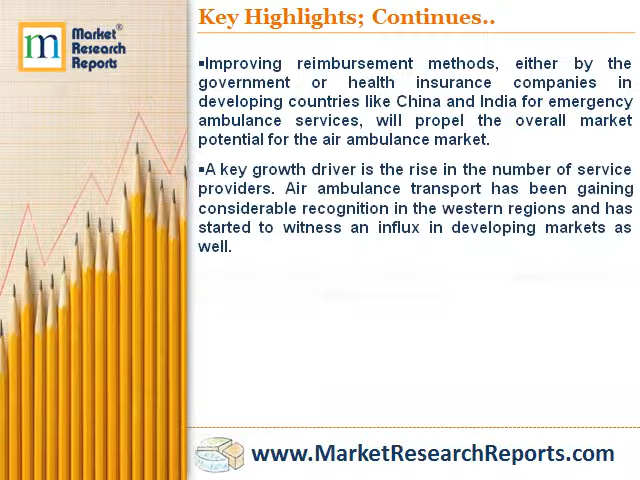 Key Highlights; Continues..
m
Market®
Research
Reports
▪Improving reimbursement methods, either by the
government or health insurance companies in
developing countries like China and India for emergency
ambulance services, will propel the overall market
potential for the air ambulance market.
▪A key growth driver is the rise in the number of service
providers. Air ambulance transport has been gaining
considerable recognition in the western regions and has
started to witness an influx in developing markets as
well.
www.MarketResearchReports.com